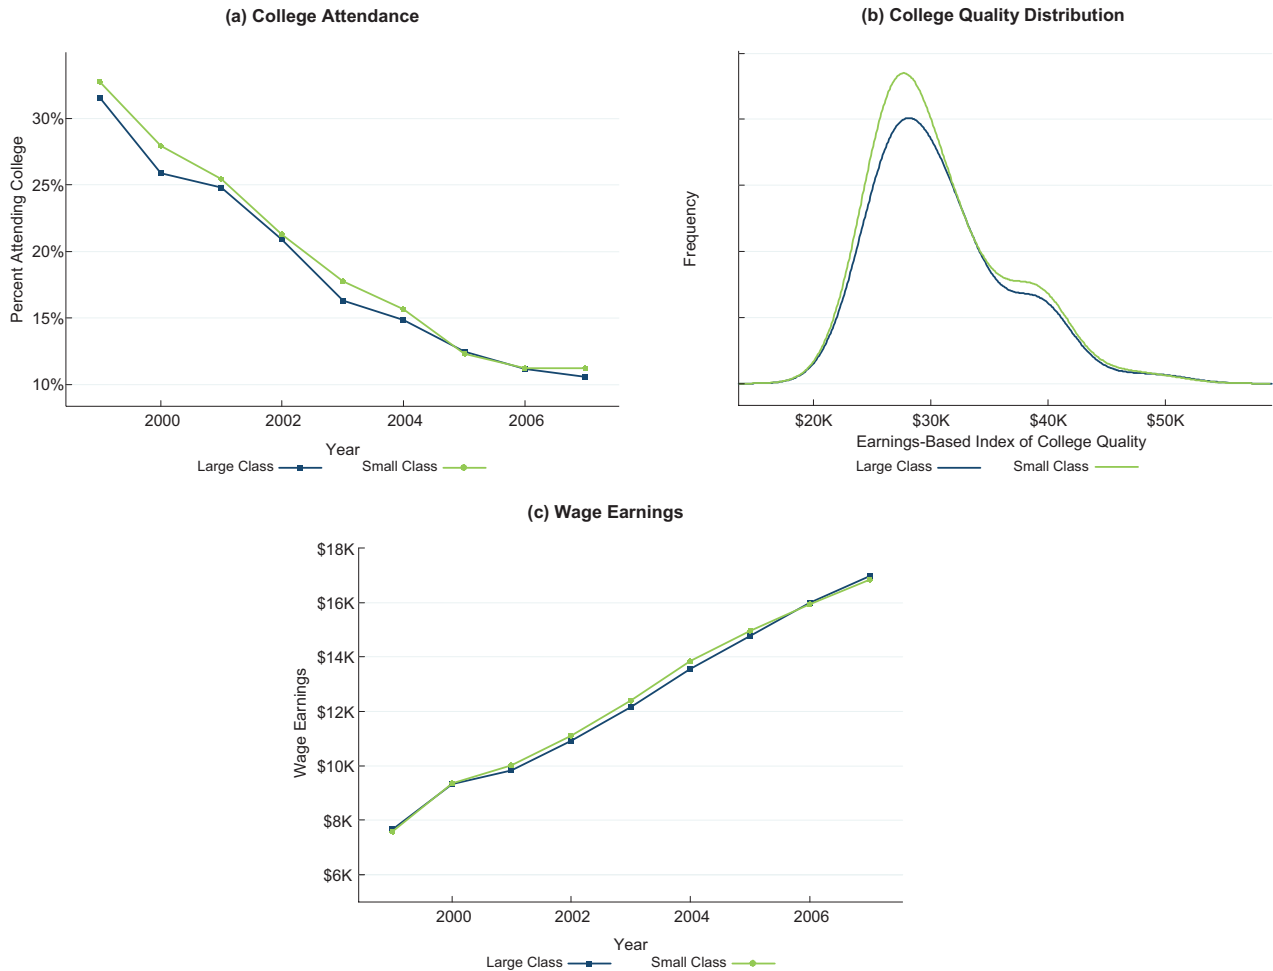 (a) College Attendance
Percent Attending College
30%
25%
20%
15%
10%
2000 2002 2004 2006
Year
Large Class Small Class
(b) College Quality Distribution
Frequency
$20K $30K $40K $50K
Earnings-Based Index of College Quality
Large Class Small Class
(c) Wage Earnings
Wage Earnings
$18K
$16K
$14K
$12K
$10K
$8K
$6K
2000 2002 2004 2006
Year
Large Class Small Class